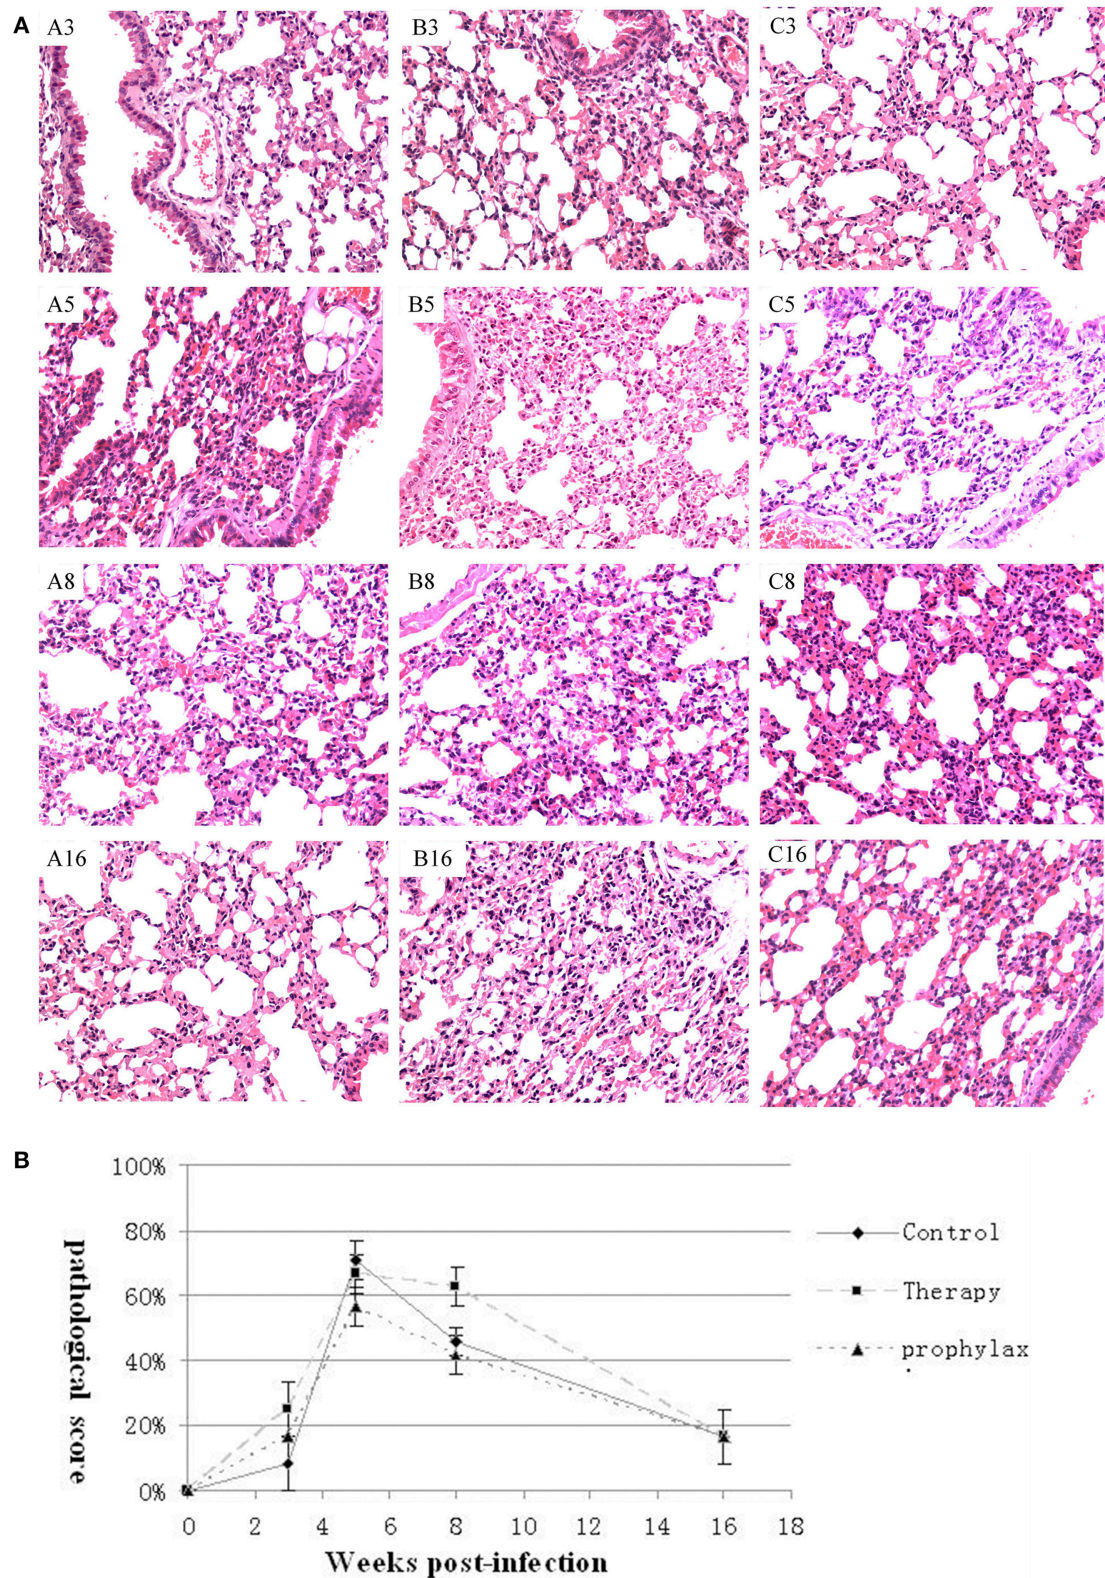 A
A3
B3
C3
A5
B5
C5
A8
B8
C8
A16
B16
C16
B
100%
80%
60%
40%
20%
0%
pathological score
0 2 4 6 8 10 12 14 16 18
Weeks post-infection
Control
Therapy
prophylax